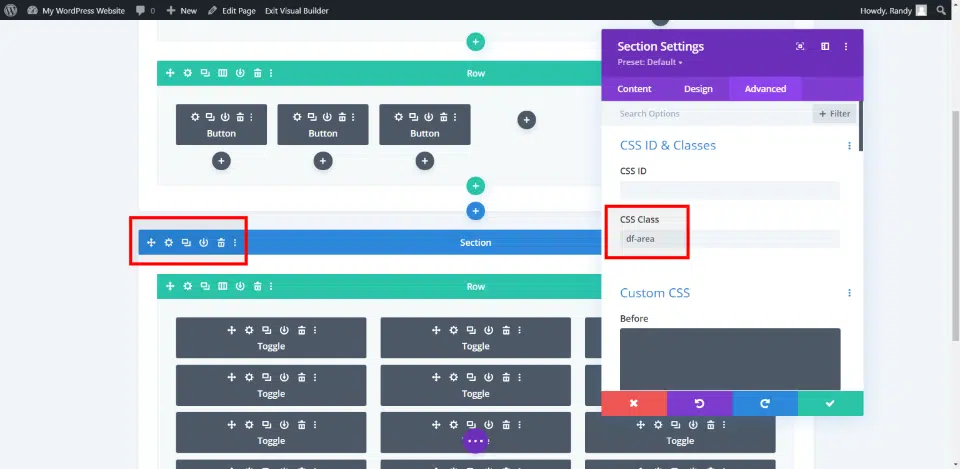 My WordPress Website 0 New Edit Page Exit Visual Builder Howdy, Randy
Section Settings
Preset: Default
Content Design Advanced
Search Options + Filter
CSS ID & Classes
CSS ID
CSS Class
df-area
Custom CSS
Before
Row
Button Button Button
Section
Row
Toggle Toggle
Toggle Toggle
Toggle Toggle Toggle